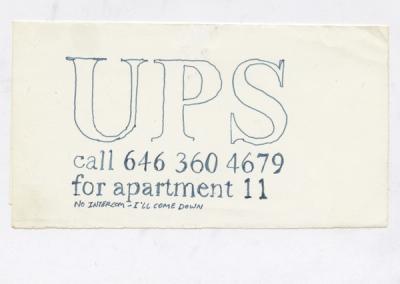 UPS
call 646 360 4679
for apartment 11
NO INTERCOM - I'LL COME DOWN